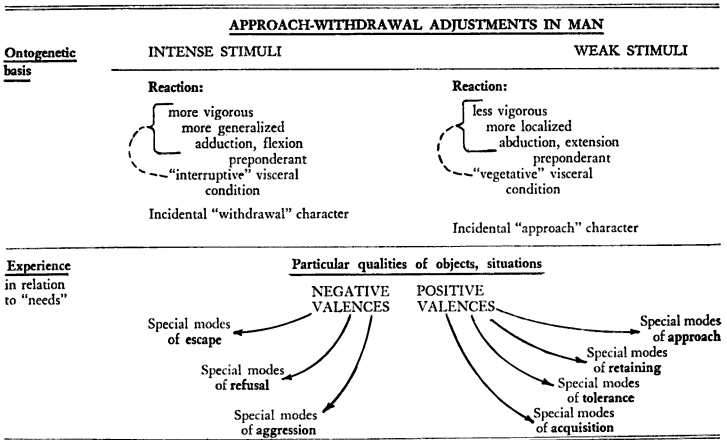 APPROACH-WITHDRAWAL ADJUSTMENTS IN MAN
Ontogenetic
basis
INTENSE STIMULI
WEAK STIMULI
Reaction:
more vigorous
more generalized
adduction, flexion
preponderant
“interruptive” visceral
condition
Incidental “withdrawal” character
Reaction:
less vigorous
more localized
abduction, extension
preponderant
“vegetative” visceral
condition
Incidental “approach” character
Experience
in relation
to “needs”
Particular qualities of objects, situations
NEGATIVE
VALENCES
POSITIVE
VALENCES
Special modes
of escape
Special modes
of refusal
Special modes
of aggression
Special modes
of approach
Special modes
of retaining
Special modes
of tolerance
Special modes
of acquisition